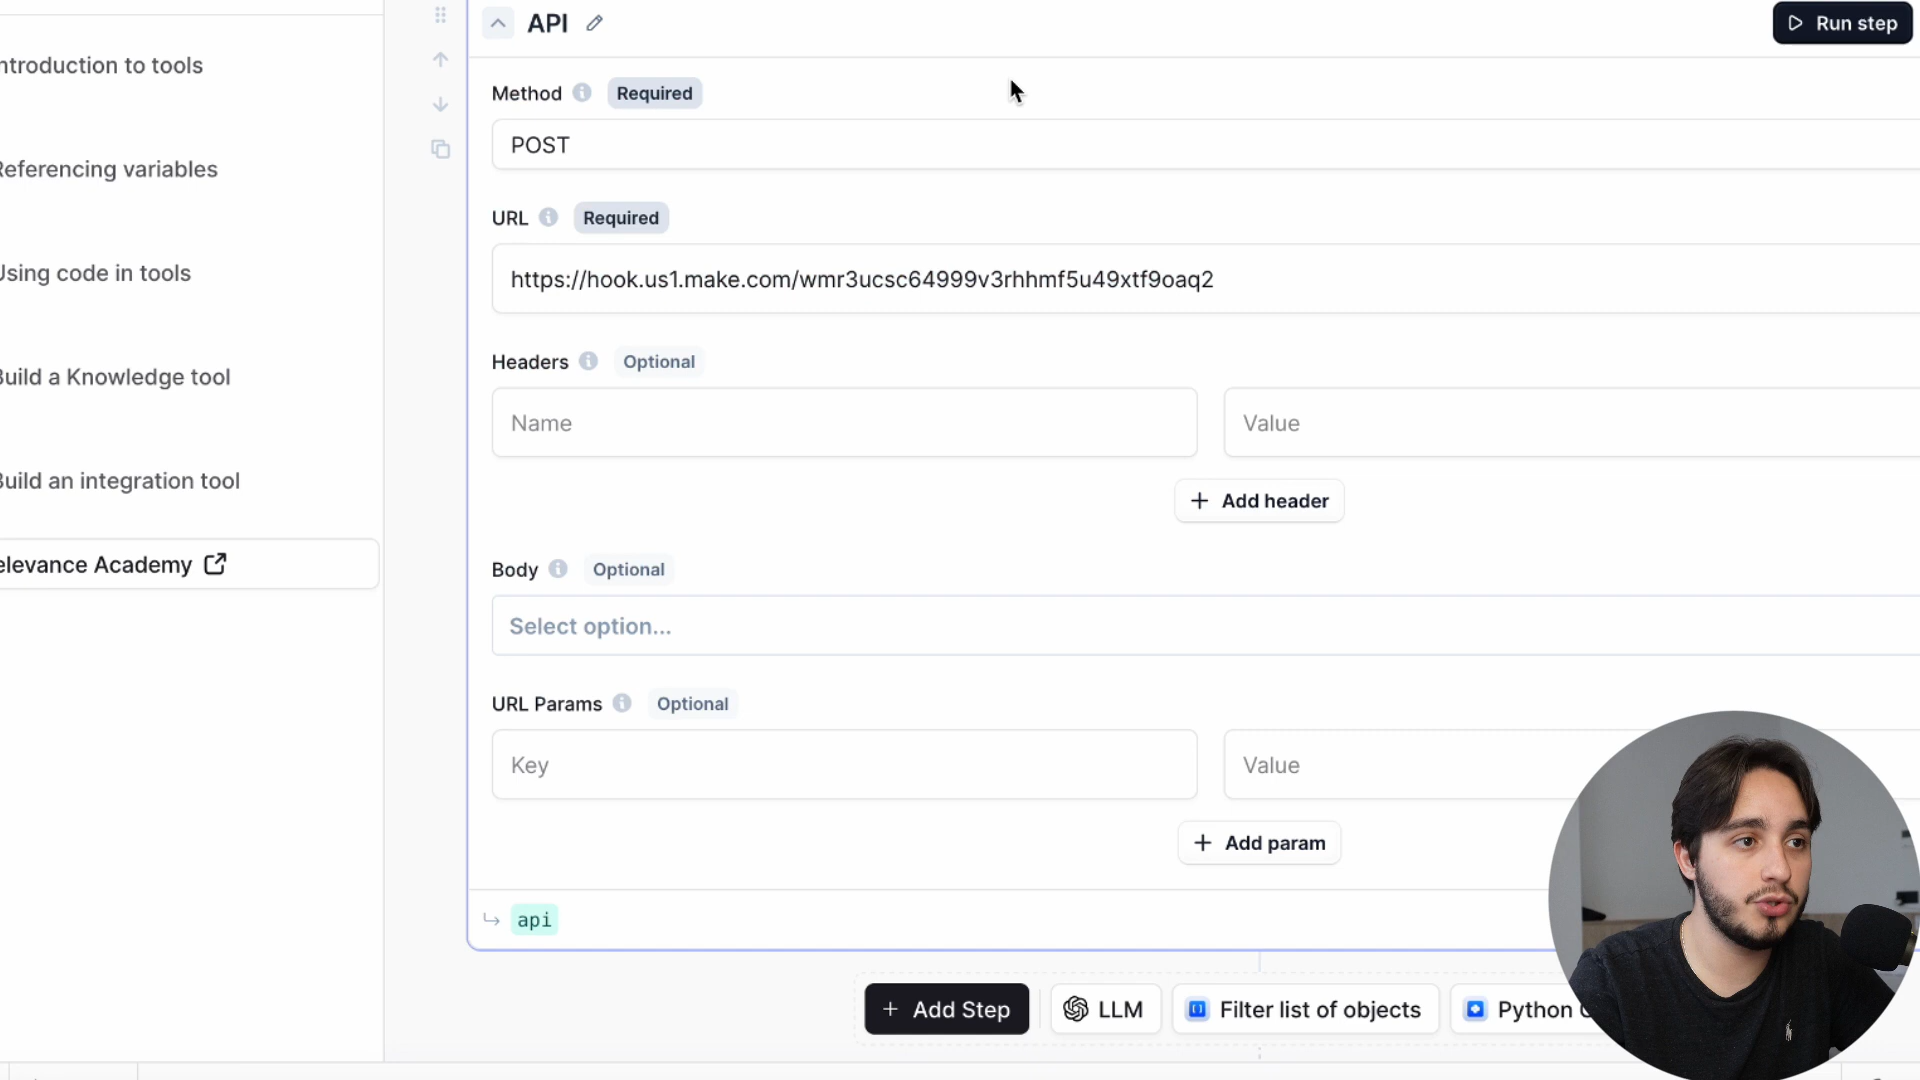 API
Run step
ntroduction to tools
Referencing variables
Using code in tools
Build a Knowledge tool
Build an integration tool
elevance Academy
Method Required
POST
URL Required
https://hook.us1.make.com/wmr3ucsc64999v3rhhmf5u49xtf9oaq2
Headers Optional
Name
Value
+ Add header
Body Optional
Select option...
URL Params Optional
Key
Value
+ Add param
api
+ Add Step
LLM
Filter list of objects
Python